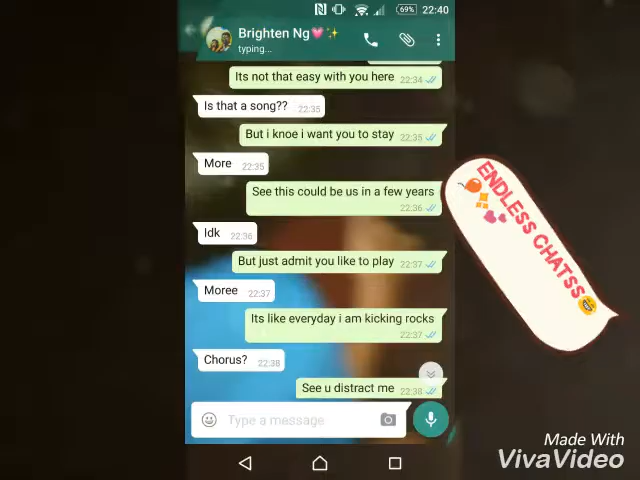 69% 22:40
Brighten Ng
typing...
Its not that easy with you here 22:34
Is that a song?? 22:35
But i knoe i want you to stay 22:35
More 22:35
See this could be us in a few years
22:36
Idk 22:36
But just admit you like to play 22:37
Moree 22:37
Its like everyday i am kicking rocks
22:37
Chorus? 22:38
See u distract me 22:38
Type a message
ENDLESS CHATSS
Made With
VivaVideo